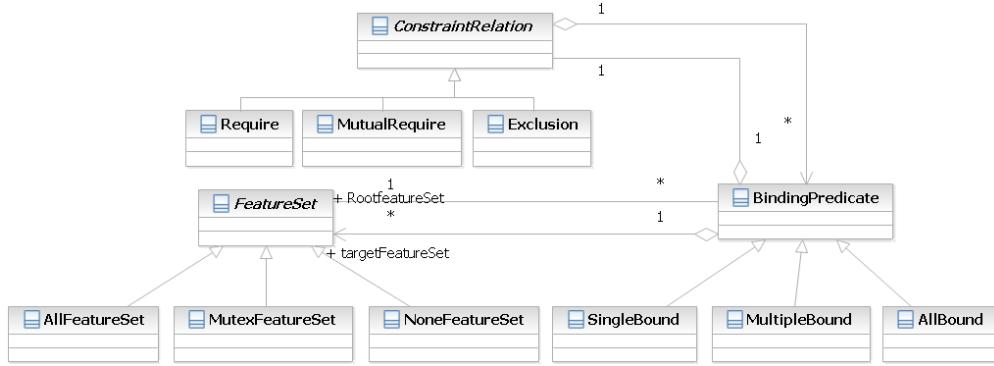 1
ConstraintRelation
1
Require
MutualRequire
Exclusion
*
1
1
*
FeatureSet
+ RootfeatureSet
BindingPredicate
*
1
+ targetFeatureSet
AllFeatureSet
MutexFeatureSet
NoneFeatureSet
SingleBound
MultipleBound
AllBound